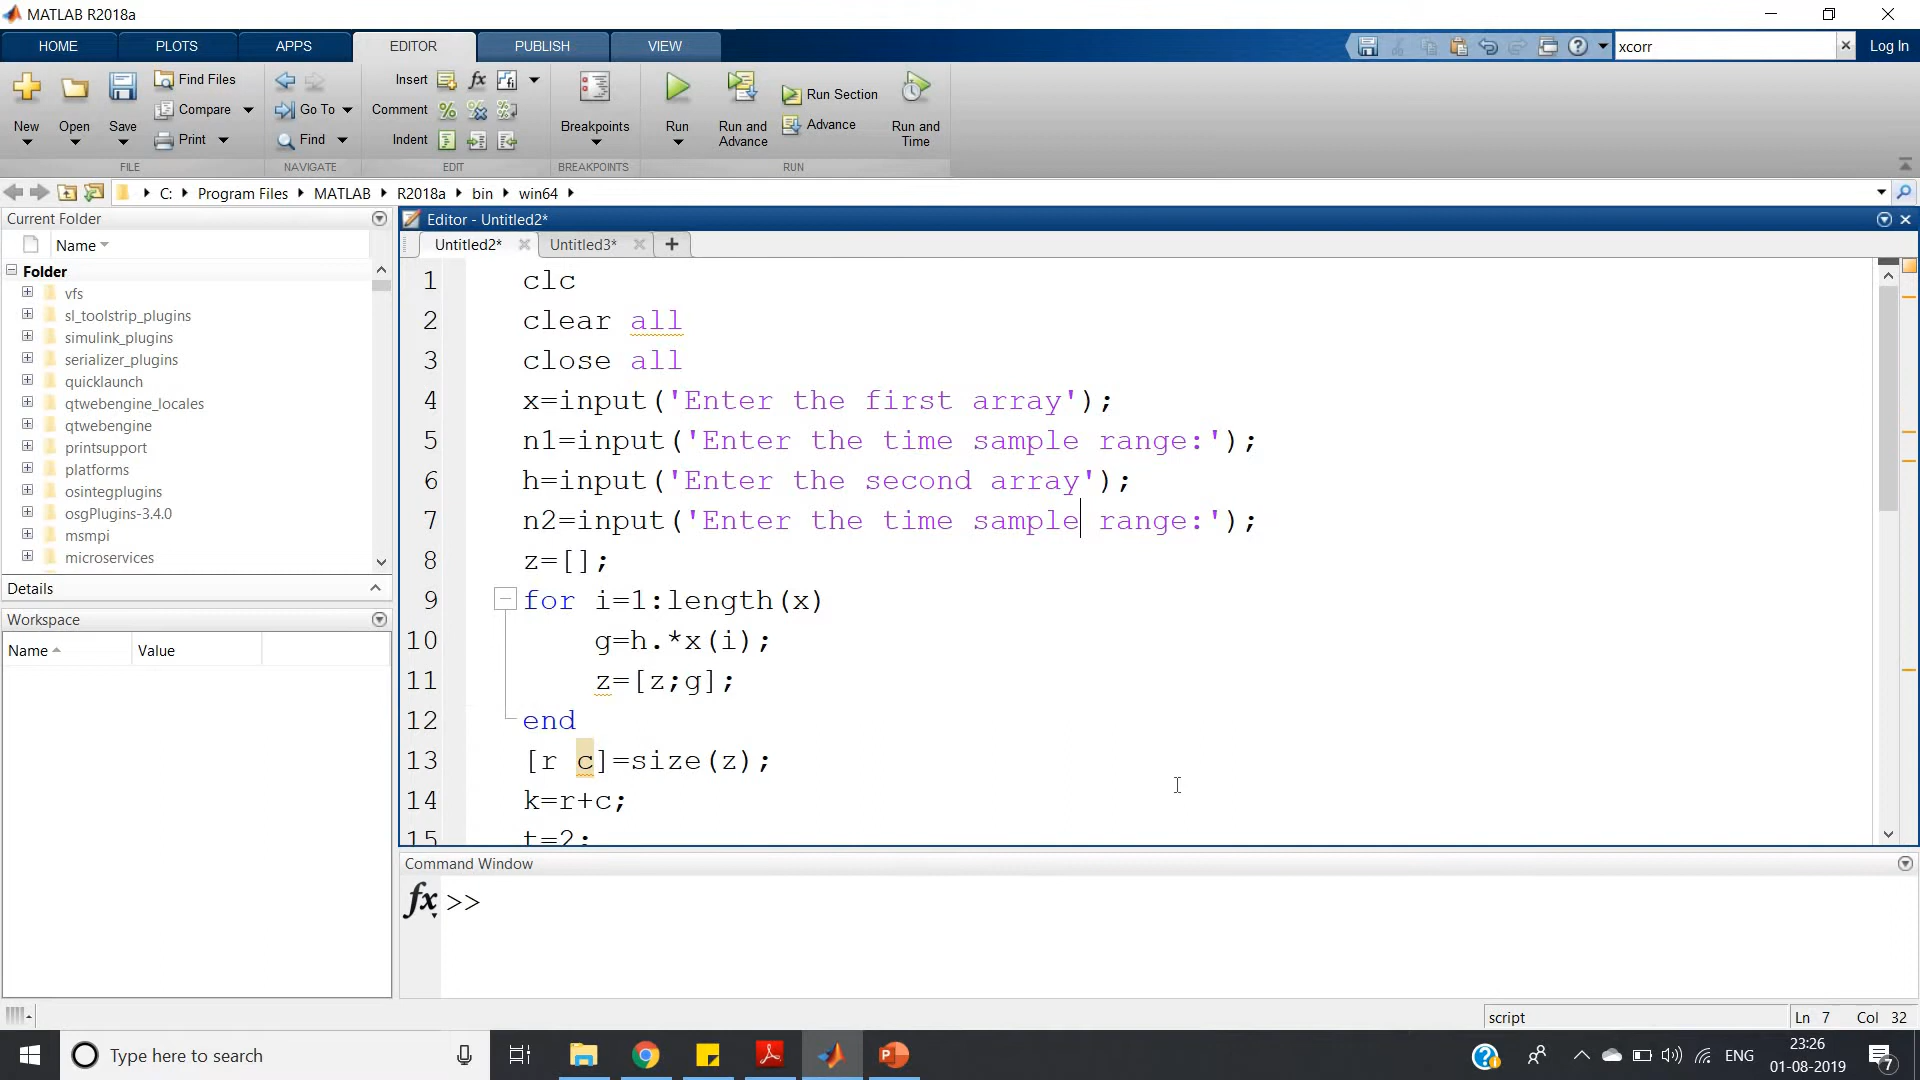 MATLAB R2018a
HOME PLOTS APPS EDITOR PUBLISH VIEW xcorr Log In
New Open Save Find Files Compare Print
FILE
Go To Find
NAVIGATE
Insert fx
Comment
Indent
EDIT
Breakpoints
BREAKPOINTS
Run Run and Advance Run Section Advance Run and Time
RUN
C: Program Files MATLAB R2018a bin win64
Current Folder
Name
Folder
vfs
sl_toolstrip_plugins
simulink_plugins
serializer_plugins
quicklaunch
qtwebengine_locales
qtwebengine
printsupport
platforms
osintegplugins
osgPlugins-3.4.0
msmpi
microservices
Details
Workspace
Name Value
Editor - Untitled2*
Untitled2* Untitled3*
1 clc
2 clear all
3 close all
4 x=input('Enter the first array');
5 n1=input('Enter the time sample range:');
6 h=input('Enter the second array');
7 n2=input('Enter the time sample range:');
8 z=[];
9 for i=1:length(x)
10 g=h.*x(i);
11 z=[z;g];
12 end
13 [r c]=size(z);
14 k=r+c;
15 t=2;
Command Window
fx >>
script Ln 7 Col 32
Type here to search
ENG
23:26
01-08-2019
7